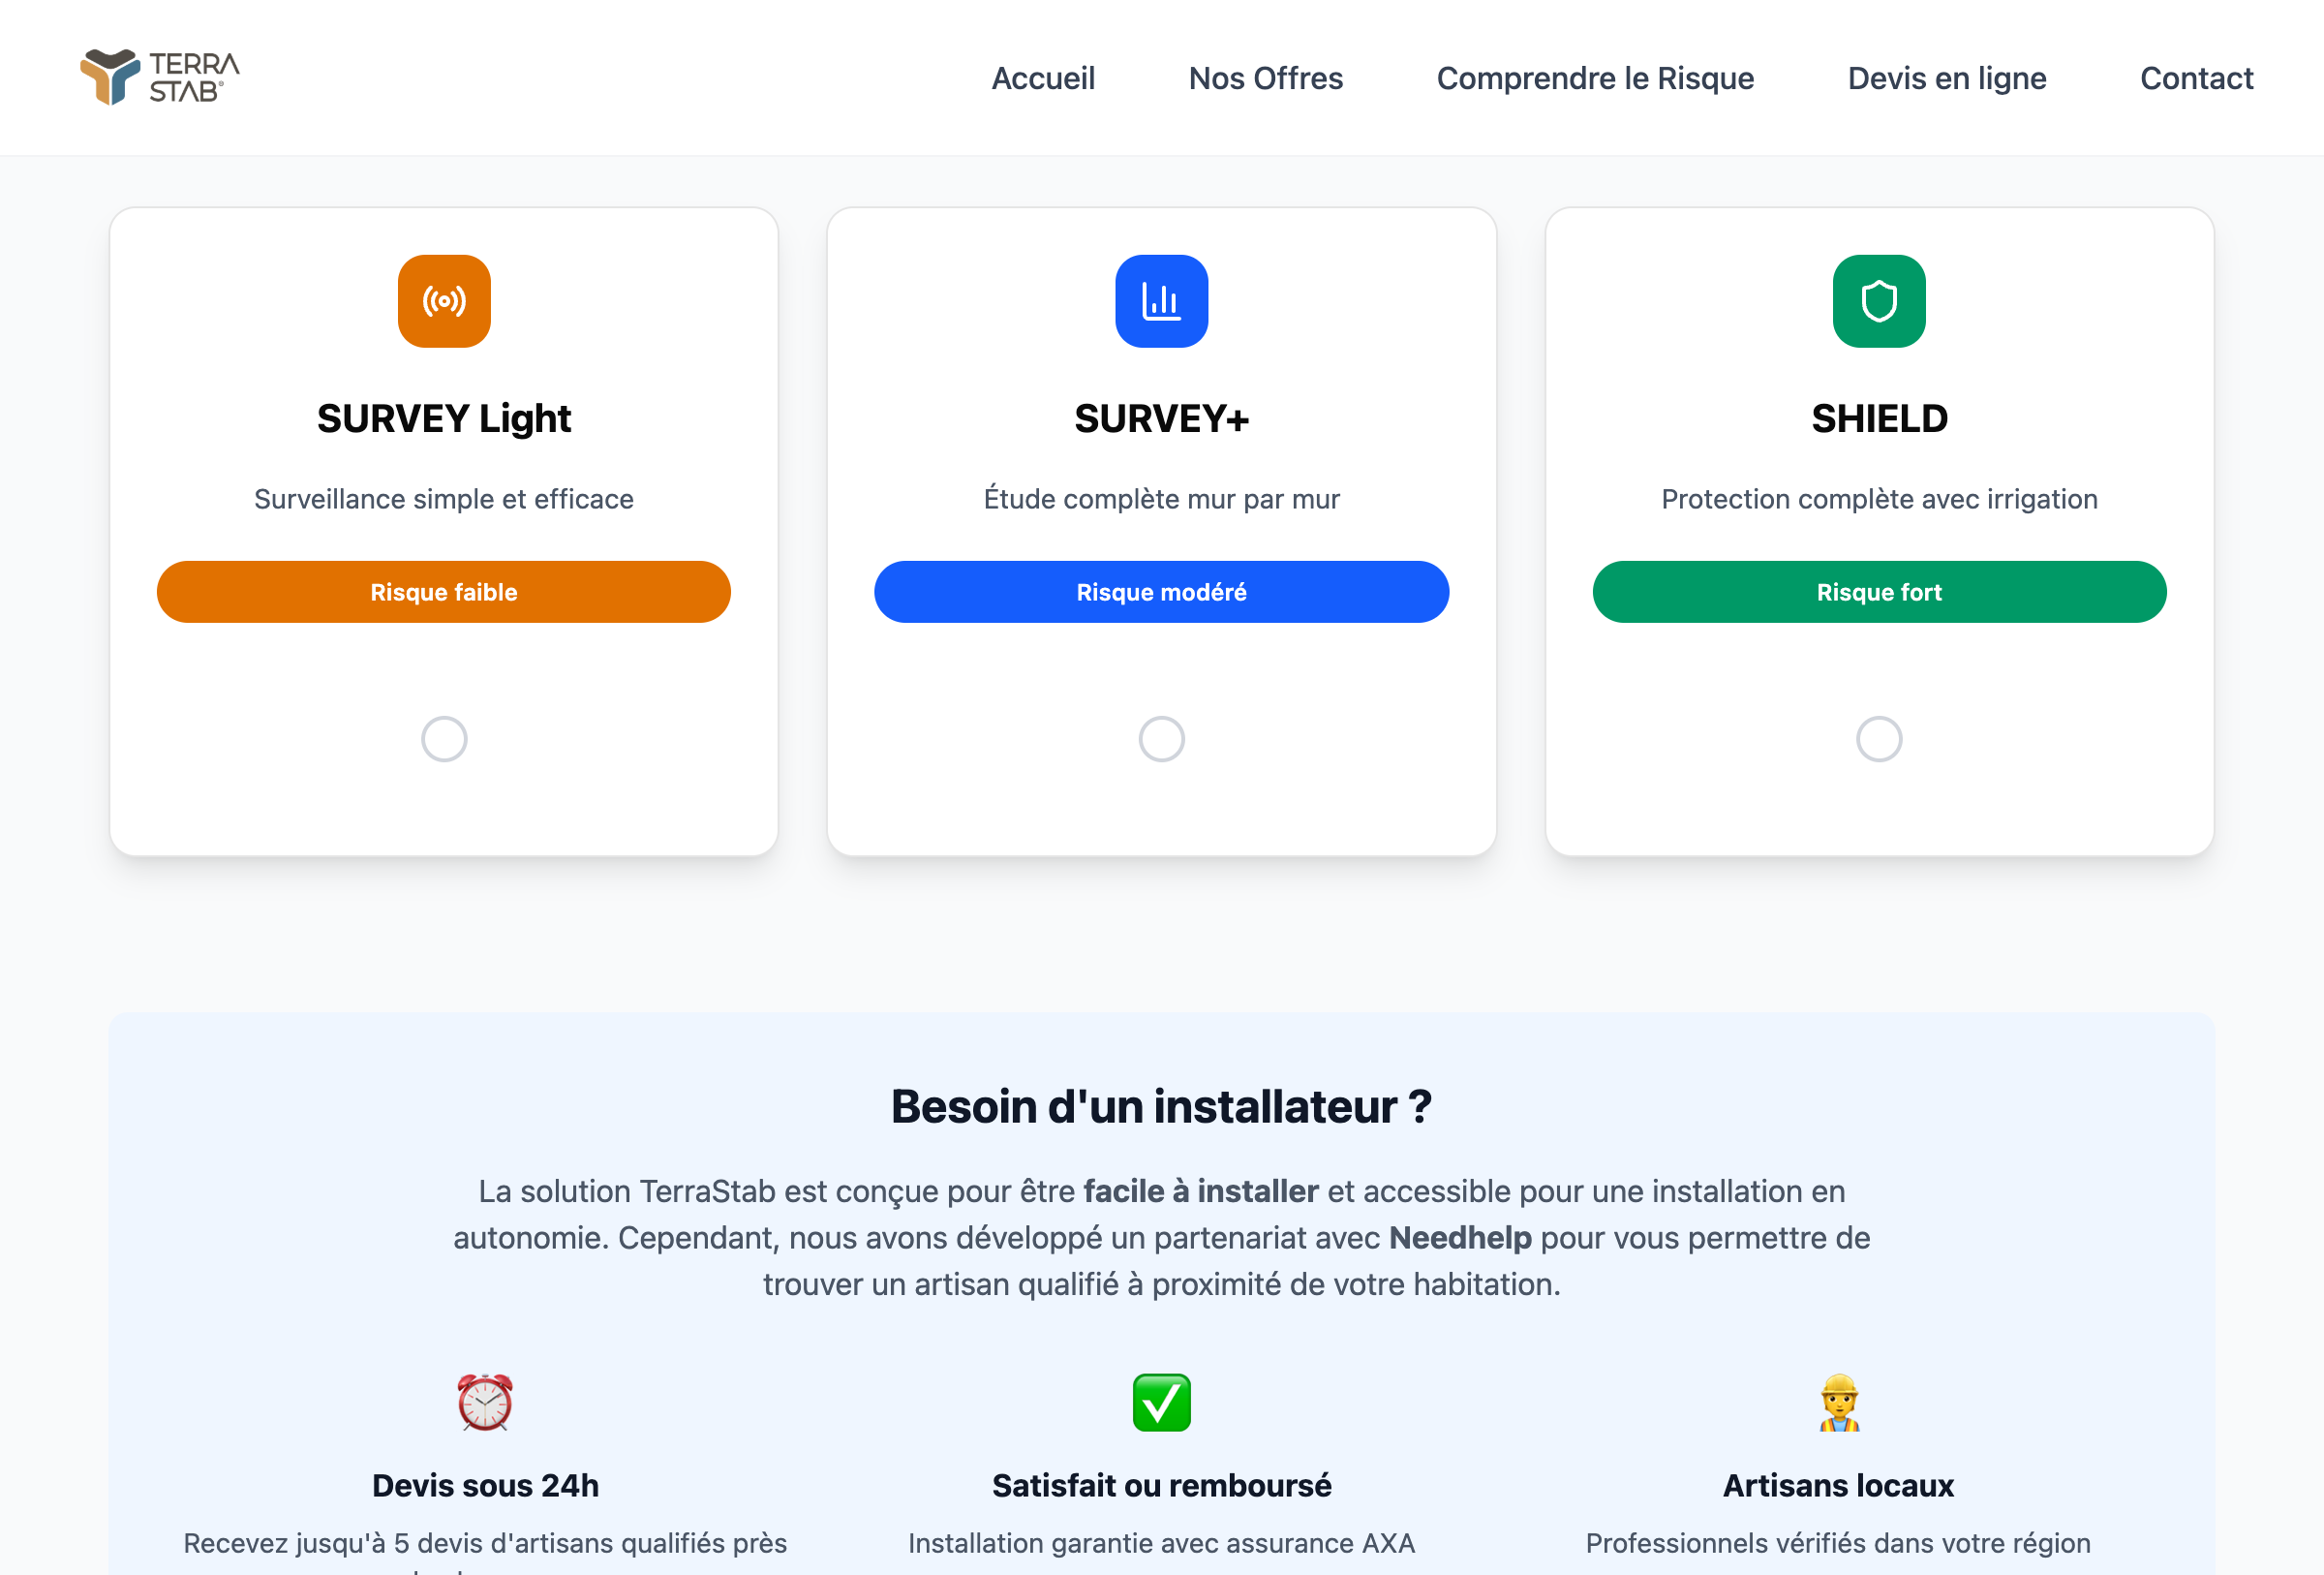 TERRA
STAB®
Accueil
Nos Offres
Comprendre le Risque
Devis en ligne
Contact
SURVEY Light
Surveillance simple et efficace
Risque faible
SURVEY+
Étude complète mur par mur
Risque modéré
SHIELD
Protection complète avec irrigation
Risque fort
Besoin d'un installateur ?
La solution TerraStab est conçue pour être facile à installer et accessible pour une installation en
autonomie. Cependant, nous avons développé un partenariat avec Needhelp pour vous permettre de
trouver un artisan qualifié à proximité de votre habitation.
Devis sous 24h
Recevez jusqu'à 5 devis d'artisans qualifiés près
Satisfait ou remboursé
Installation garantie avec assurance AXA
Artisans locaux
Professionnels vérifiés dans votre région